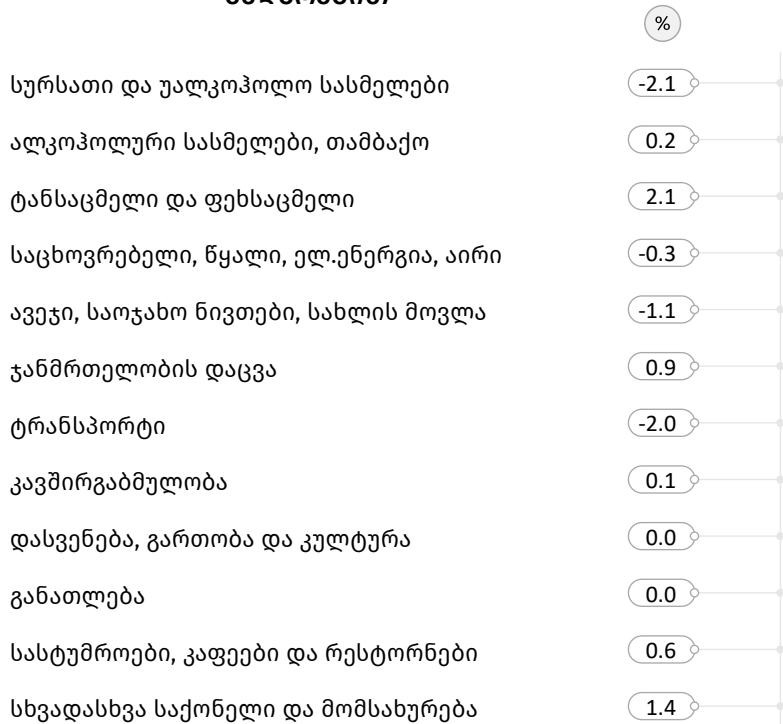 %
სურსათი და უალკოჰოლო სასმელები -2.1
ალკოჰოლური სასმელები, თამბაქო 0.2
ტანსაცმელი და ფეხსაცმელი 2.1
საცხოვრებელი, წყალი, ელ.ენერგია, აირი -0.3
ავეჯი, საოჯახო ნივთები, სახლის მოვლა -1.1
ჯანმრთელობის დაცვა 0.9
ტრანსპორტი -2.0
კავშირგაბმულობა 0.1
დასვენება, გართობა და კულტურა 0.0
განათლება 0.0
სასტუმროები, კაფეები და რესტორნები 0.6
სხვადასხვა საქონელი და მომსახურება 1.4